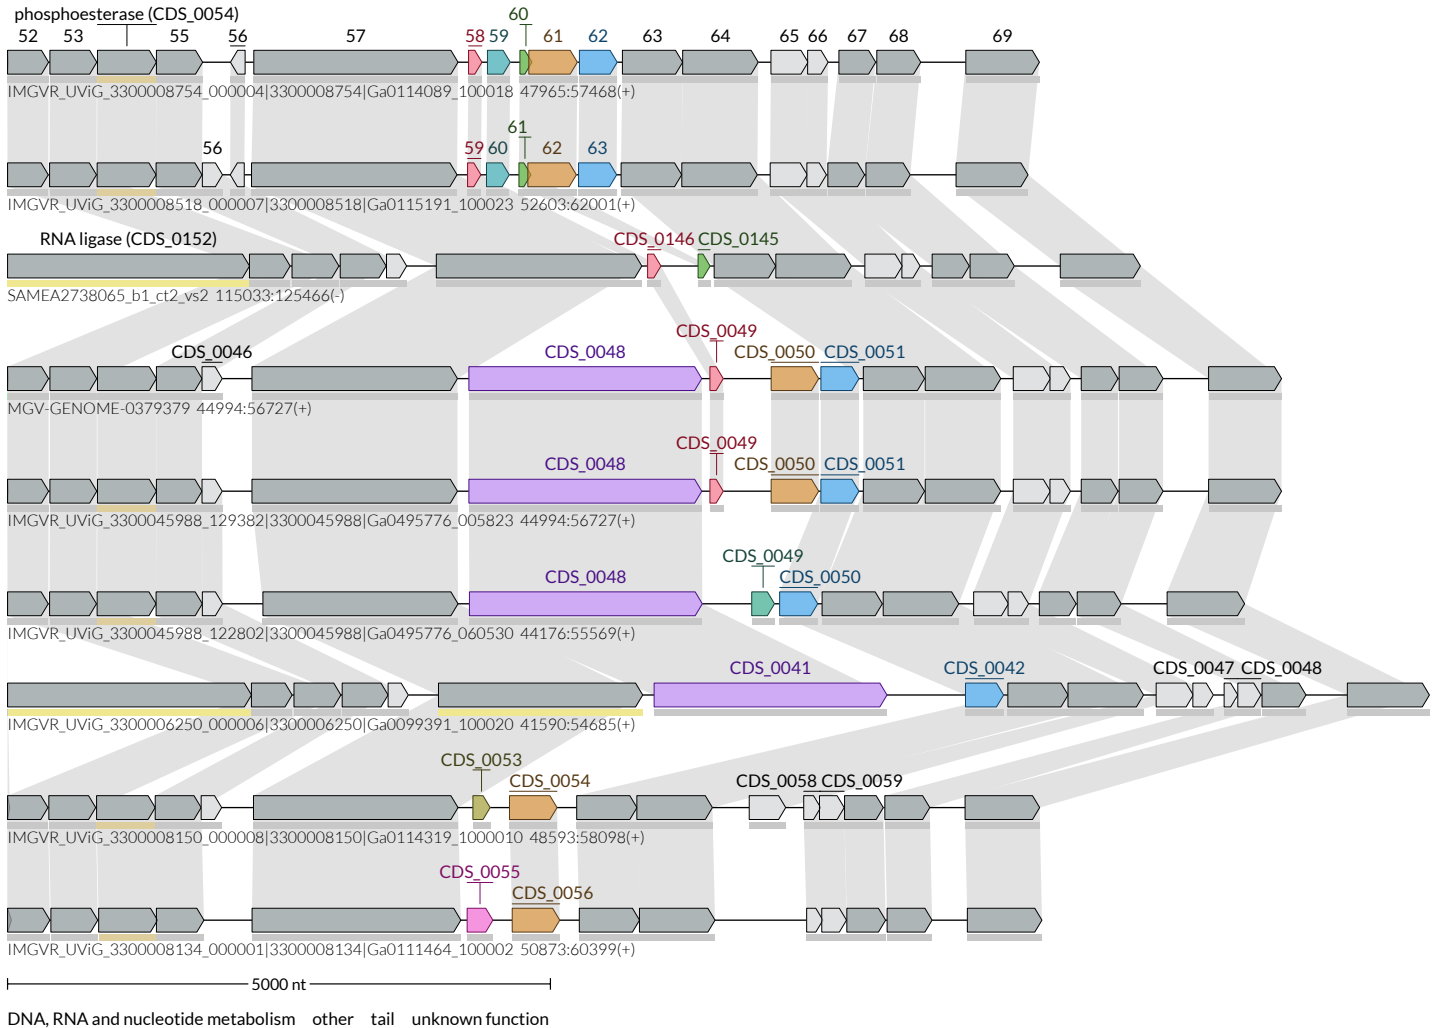 phosphoesterase (CDS_0054) 60
52 53 55 56 57 58 59 61 62 63 64 65 66 67 68 69
IMGVR_UViG_3300008754_000004|3300008754|Ga0114089_100018 47965:57468(+)
61
56 59 60 62 63
IMGVR_UViG_3300008518_000007|3300008518|Ga0115191_100023 52603:62001(+)
RNA ligase (CDS_0152) CDS_0146 CDS_0145
SAMEA2738065_b1_ct2_vs2 115033:125466(-)
CDS_0049
CDS_0046 CDS_0048 CDS_0050 CDS_0051
MGV-GENOME-0379379 44994:56727(+)
CDS_0049
CDS_0048 CDS_0050 CDS_0051
IMGVR_UViG_3300045988_129382|3300045988|Ga0495776_005823 44994:56727(+)
CDS_0049
CDS_0048 CDS_0050
IMGVR_UViG_3300045988_122802|3300045988|Ga0495776_060530 44176:55569(+)
CDS_0041 CDS_0042 CDS_0047 CDS_0048
IMGVR_UViG_3300006250_000006|3300006250|Ga0099391_100020 41590:54685(+)
CDS_0053
CDS_0054 CDS_0058 CDS_0059
IMGVR_UViG_3300008150_000008|3300008150|Ga0114319_1000010 48593:58098(+)
CDS_0055
CDS_0056
IMGVR_UViG_3300008134_000001|3300008134|Ga0111464_100002 50873:60399(+)
5000 nt
DNA, RNA and nucleotide metabolism other tail unknown function